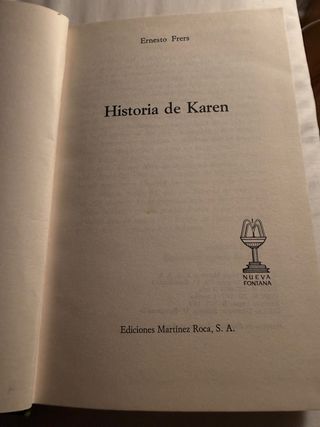 Ernesto Frers
Historia de Karen
NUEVA
FONTANA
Ediciones Martínez Roca, S. A.